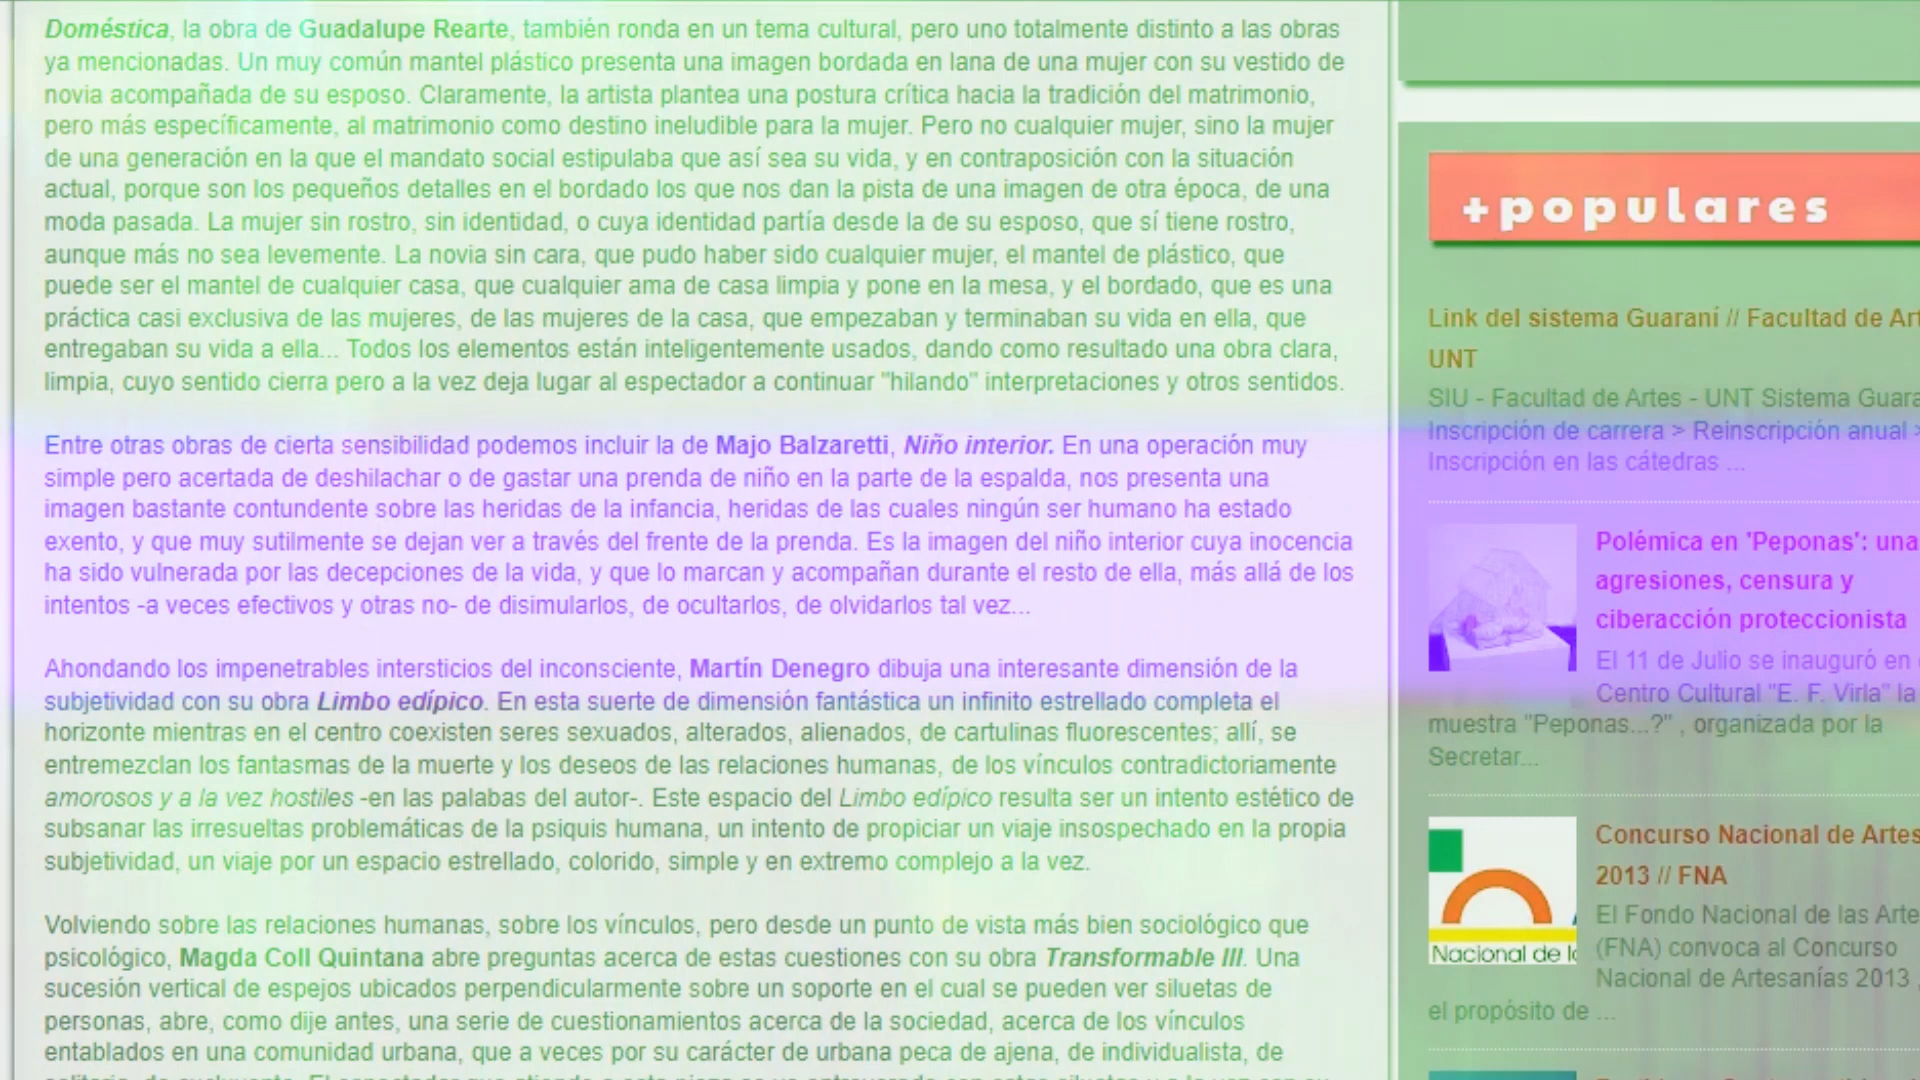 Doméstica, la obra de Guadalupe Rearte, también ronda en un tema cultural, pero uno totalmente distinto a las obras
ya mencionadas. Un muy común mantel plástico presenta una imagen bordada en lana de una mujer con su vestido de
novia acompañada de su esposo. Claramente, la artista plantea una postura crítica hacia la tradición del matrimonio,
pero más específicamente, al matrimonio como destino ineludible para la mujer. Pero no cualquier mujer, sino la mujer
de una generación en la que el mandato social estipulaba que así sea su vida, y en contraposición con la situación
actual, porque son los pequeños detalles en el bordado los que nos dan la pista de una imagen de otra época, de una
moda pasada. La mujer sin rostro, sin identidad, o cuya identidad partía desde la de su esposo, que sí tiene rostro,
aunque más no sea levemente. La novia sin cara, que pudo haber sido cualquier mujer, el mantel de plástico, que
puede ser el mantel de cualquier casa, que cualquier ama de casa limpia y pone en la mesa, y el bordado, que es una
práctica casi exclusiva de las mujeres, de las mujeres de la casa, que empezaban y terminaban su vida en ella, que
entregaban su vida a ella... Todos los elementos están inteligentemente usados, dando como resultado una obra clara,
limpia, cuyo sentido cierra pero a la vez deja lugar al espectador a continuar "hilando" interpretaciones y otros sentidos.
Entre otras obras de cierta sensibilidad podemos incluir la de Majo Balzaretti, Niño interior. En una operación muy
simple pero acertada de deshilachar o de gastar una prenda de niño en la parte de la espalda, nos presenta una
imagen bastante contundente sobre las heridas de la infancia, heridas de las cuales ningún ser humano ha estado
exento, y que muy sutilmente se dejan ver a través del frente de la prenda. Es la imagen del niño interior cuya inocencia
ha sido vulnerada por las decepciones de la vida, y que lo marcan y acompañan durante el resto de ella, más allá de los
intentos -a veces efectivos y otras no- de disimularlos, de ocultarlos, de olvidarlos tal vez...
Ahondando los impenetrables intersticios del inconsciente, Martín Denegro dibuja una interesante dimensión de la
subjetividad con su obra Limbo edípico. En esta suerte de dimensión fantástica un infinito estrellado completa el
horizonte mientras en el centro coexisten seres sexuados, alterados, alienados, de cartulinas fluorescentes; allí, se
entremezclan los fantasmas de la muerte y los deseos de las relaciones humanas, de los vínculos contradictoriamente
amorosos y a la vez hostiles -en las palabas del autor-. Este espacio del Limbo edípico resulta ser un intento estético de
subsanar las irresueltas problemáticas de la psiquis humana, un intento de propiciar un viaje insospechado en la propia
subjetividad, un viaje por un espacio estrellado, colorido, simple y en extremo complejo a la vez.
Volviendo sobre las relaciones humanas, sobre los vínculos, pero desde un punto de vista más bien sociológico que
psicológico, Magda Coll Quintana abre preguntas acerca de estas cuestiones con su obra Transformable III. Una
sucesión vertical de espejos ubicados perpendicularmente sobre un soporte en el cual se pueden ver siluetas de
personas, abre, como dije antes, una serie de cuestionamientos acerca de la sociedad, acerca de los vínculos
entablados en una comunidad urbana, que a veces por su carácter de urbana peca de ajena, de individualista, de
+populares
Link del sistema Guaraní // Facultad de Art
UNT
SIU - Facultad de Artes - UNT Sistema Guara
Inscripción de carrera > Reinscripción anual >
Inscripción en las cátedras ...
Polémica en 'Peponas': una
agresiones, censura y
ciberacción proteccionista
El 11 de Julio se inauguró en
Centro Cultural "E. F. Virla" la
muestra "Peponas...?" , organizada por la
Secretar...
Nacional de l
Concurso Nacional de Artes
2013 // FNA
El Fondo Nacional de las Arte
(FNA) convoca al Concurso
Nacional de Artesanías 2013 ,
el propósito de ...